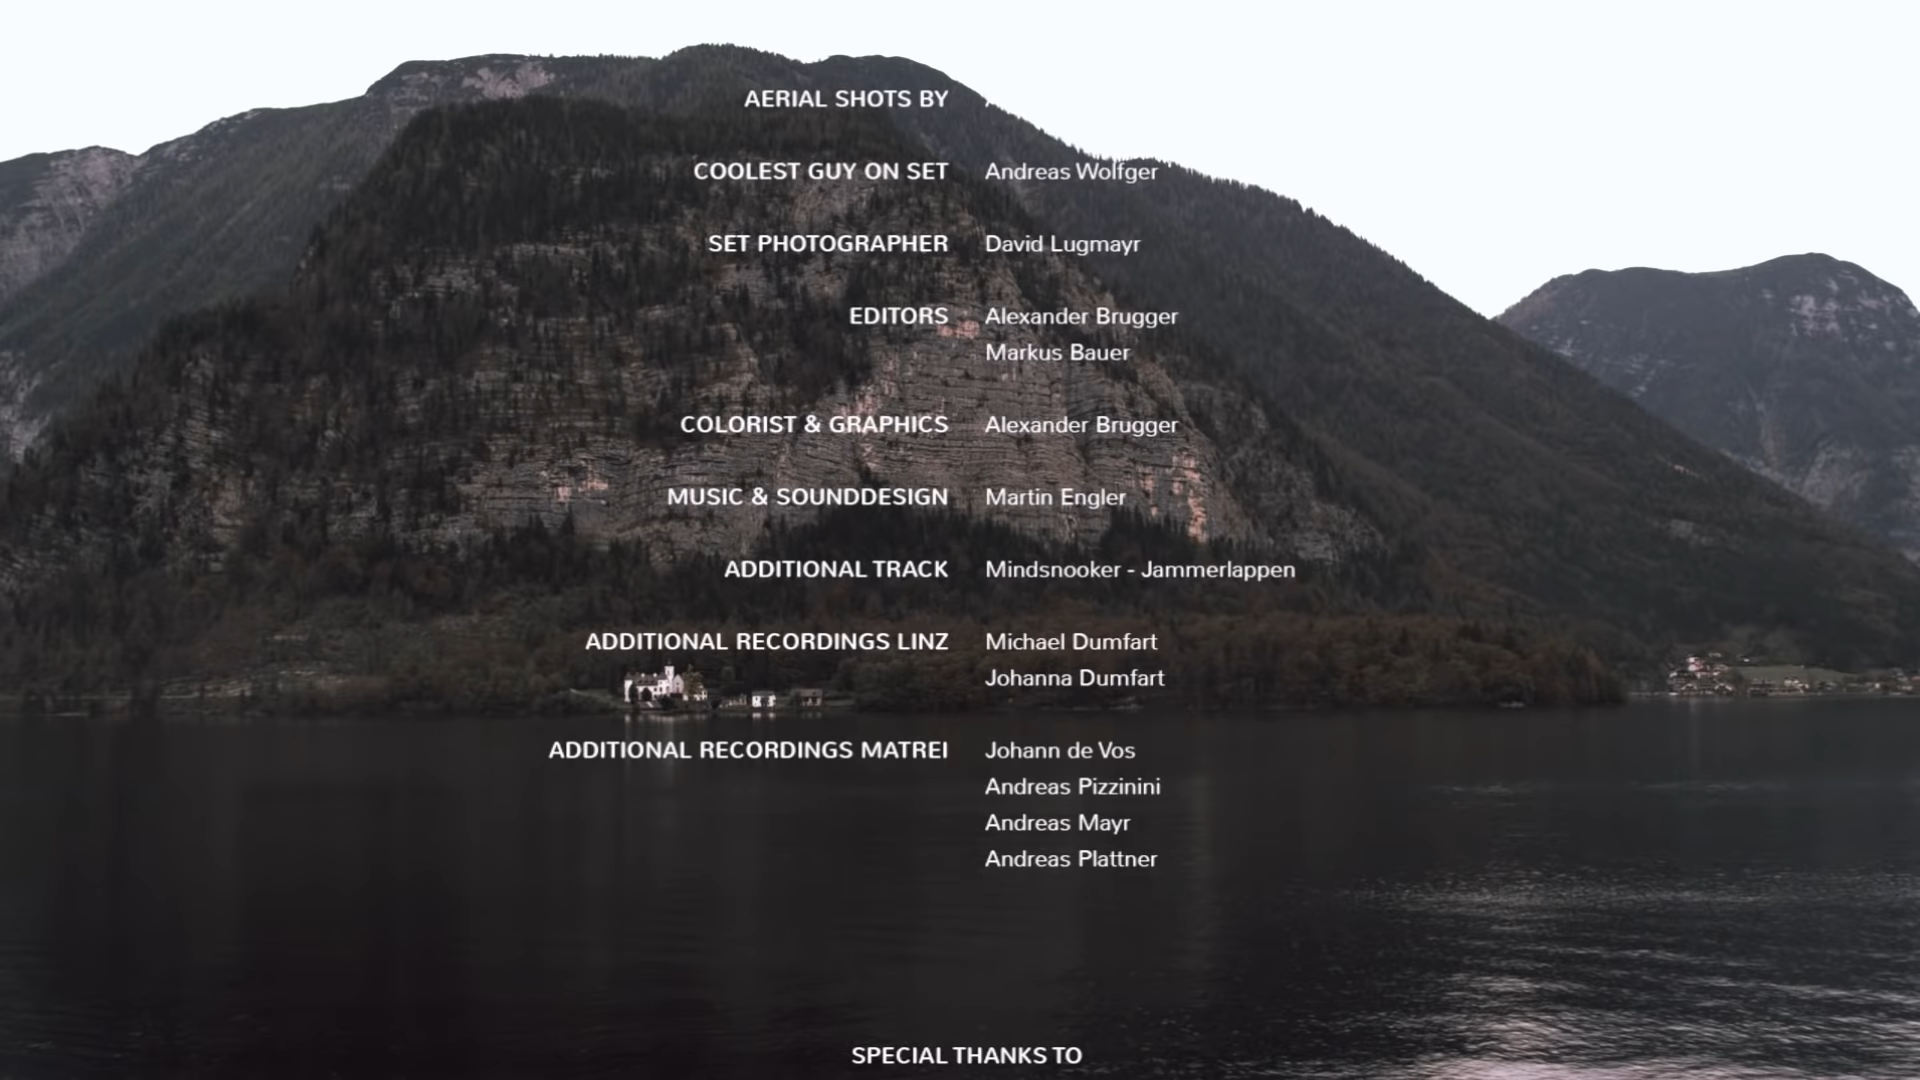 AERIAL SHOTS BY
COOLEST GUY ON SET Andreas Wolfger
SET PHOTOGRAPHER David Lugmayr
EDITORS Alexander Brugger
Markus Bauer
COLORIST & GRAPHICS Alexander Brugger
MUSIC & SOUNDDESIGN Martin Engler
ADDITIONAL TRACK Mindsnooker - Jammerlappen
ADDITIONAL RECORDINGS LINZ Michael Dumfart
Johanna Dumfart
ADDITIONAL RECORDINGS MATREI Johann de Vos
Andreas Pizzinini
Andreas Mayr
Andreas Plattner
SPECIAL THANKS TO